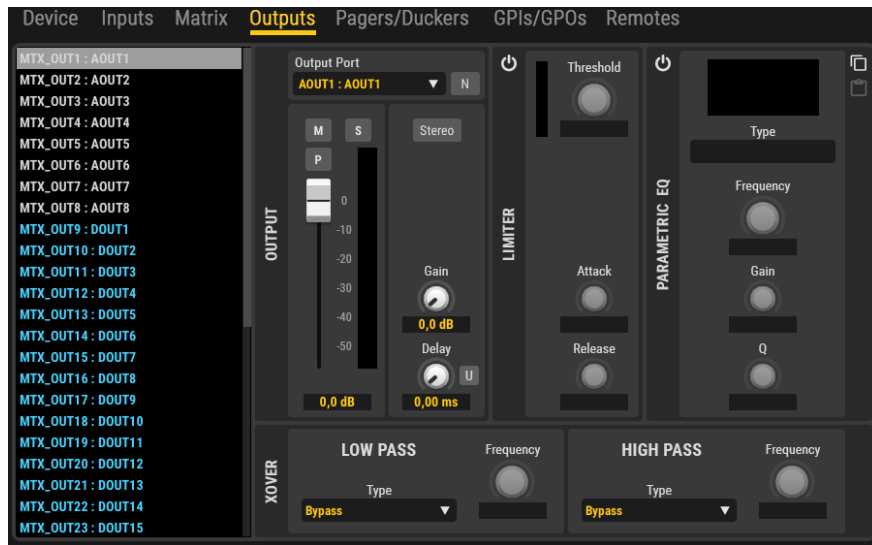 Device Inputs Matrix Outputs Pagers/Duckers GPIs/GPOs Remotes
MTX_OUT1 : AOUT1
MTX_OUT2 : AOUT2
MTX_OUT3 : AOUT3
MTX_OUT4 : AOUT4
MTX_OUT5 : AOUT5
MTX_OUT6 : AOUT6
MTX_OUT7 : AOUT7
MTX_OUT8 : AOUT8
MTX_OUT9 : DOUT1
MTX_OUT10 : DOUT2
MTX_OUT11 : DOUT3
MTX_OUT12 : DOUT4
MTX_OUT13 : DOUT5
MTX_OUT14 : DOUT6
MTX_OUT15 : DOUT7
MTX_OUT16 : DOUT8
MTX_OUT17 : DOUT9
MTX_OUT18 : DOUT10
MTX_OUT19 : DOUT11
MTX_OUT20 : DOUT12
MTX_OUT21 : DOUT13
MTX_OUT22 : DOUT14
MTX_OUT23 : DOUT15
OUTPUT
Output Port
AOUT1 : AOUT1 N
M S
P
0
-10
-20
-30
-40
-50
0,0 dB
Stereo
Gain
0,0 dB
Delay
U
0,00 ms
LIMITER
Threshold
Attack
Release
PARAMETRIC EQ
Type
Frequency
Gain
Q
XOVER
LOW PASS
Type
Bypass
Frequency
HIGH PASS
Type
Bypass
Frequency